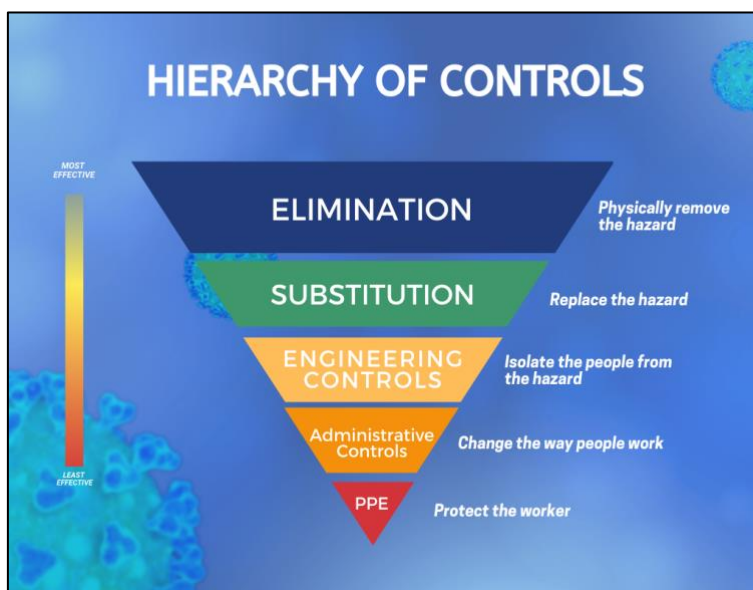 HIERARCHY OF CONTROLS
MOST
EFFECTIVE
ELIMINATION
Physically remove
the hazard
SUBSTITUTION
Replace the hazard
ENGINEERING
CONTROLS
Isolate the people from
the hazard
Administrative
Controls
Change the way people work
LEAST
EFFECTIVE
PPE
Protect the worker